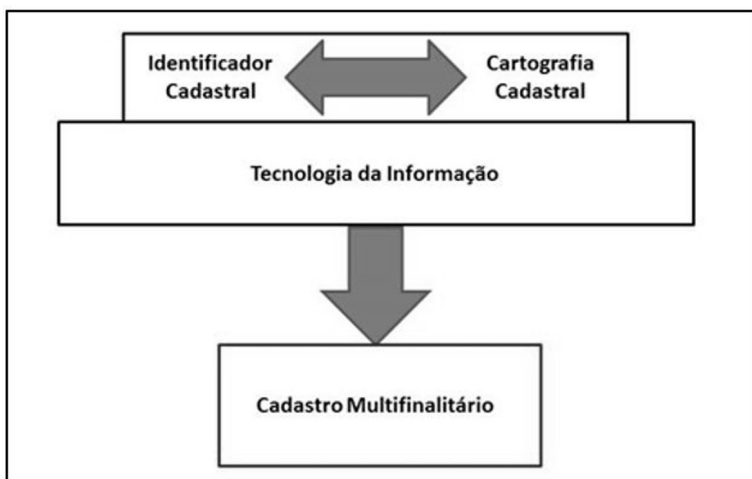 Identificador
Cadastral
Cartografia
Cadastral
Tecnologia da Informação
Cadastro Multifinalitário